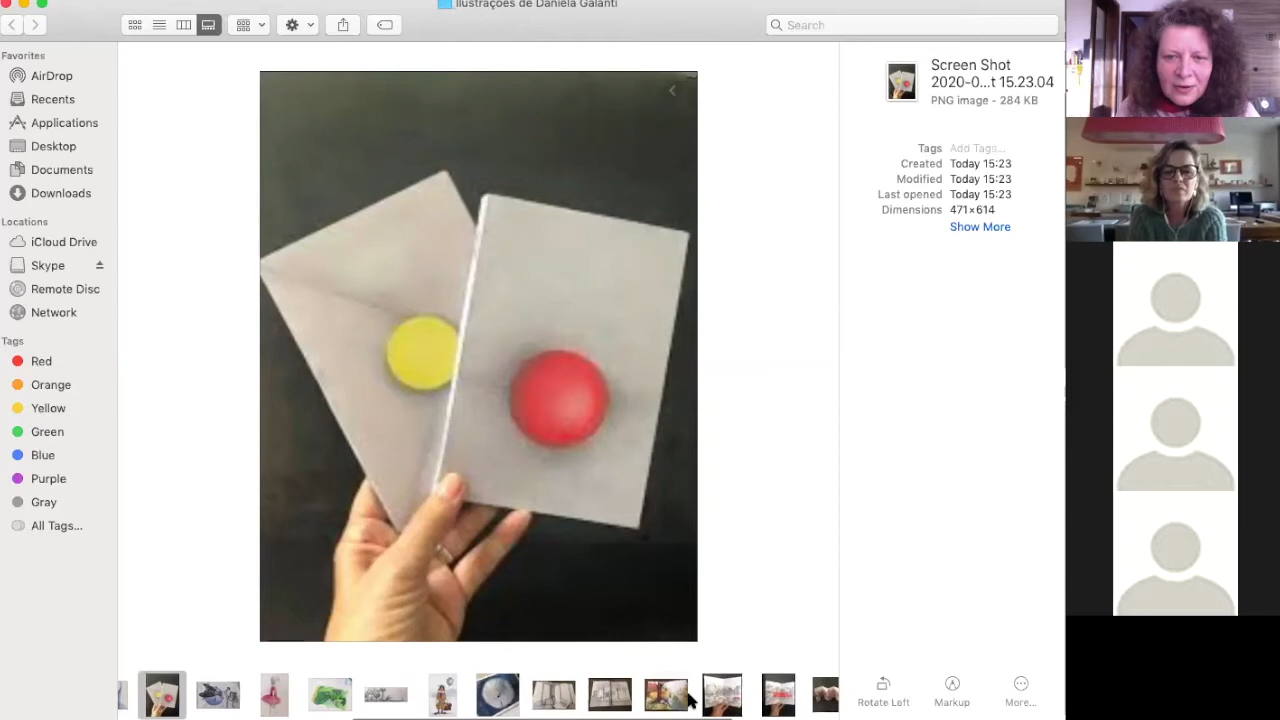 Ilustrações de Daniela Galanti
Search
Favorites
AirDrop
Recents
Applications
Desktop
Documents
Downloads
Locations
iCloud Drive
Skype
Remote Disc
Network
Tags
Red
Orange
Yellow
Green
Blue
Purple
Gray
All Tags...
Screen Shot
2020-0...t 15.23.04
PNG image - 284 KB
Tags Add Tags...
Created Today 15:23
Modified Today 15:23
Last opened Today 15:23
Dimensions 471×614
Show More
Rotate Left
Markup
More...